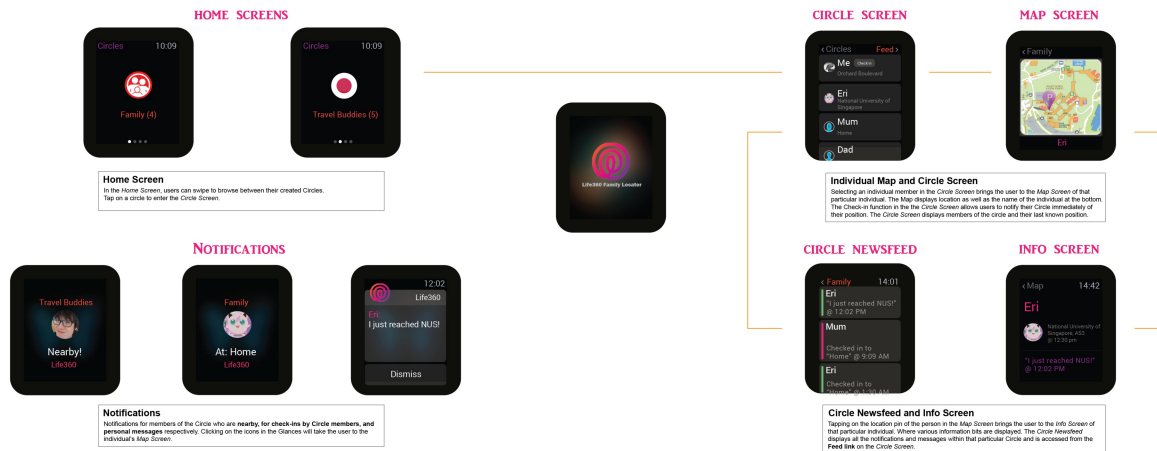 HOME SCREENS
Circles 10:09
Family (4)
Circles 10:09
Travel Buddies (5)
Home Screen
In the Home Screen, users can swipe to browse between their created Circles.
Tap on a circle to enter the Circle Screen.
NOTIFICATIONS
Travel Buddies
Nearby!
Life360
Family
At: Home
Life360
12:02
Life360
Eri:
I just reached NUS!
Dismiss
Notifications
Notifications for members of the Circle who are nearby, for check-ins by Circle members, and
personal messages respectively. Clicking on the icons in the Glances will take the user to the
individual's Map Screen.
Life360 Family Locator
CIRCLE SCREEN
< Circles Feed >
Me Check in
Orchard Boulevard
Eri
National University of
Singapore
Mum
Home
Dad
MAP SCREEN
< Family
Eri
Individual Map and Circle Screen
Selecting an individual member in the Circle Screen brings the user to the Map Screen of that
particular individual. The Map displays location as well as the name of the individual at the bottom.
The Check-in function in the the Circle Screen allows users to notify their Circle immediately of
their position. The Circle Screen displays members of the circle and their last known position.
CIRCLE NEWSFEED
< Family 14:01
Eri
"I just reached NUS!"
@ 12:02 PM
Mum
Checked in to
"Home" @ 9:09 AM
Eri
Checked in to
"Home" @ 1:30 AM
INFO SCREEN
< Map 14:42
Eri
National University of
Singapore, AS3
@ 12:30 pm
"I just reached NUS!"
@ 12:02 PM
Circle Newsfeed and Info Screen
Tapping on the location pin of the person in the Map Screen brings the user to the Info Screen of
that particular individual. Where various information bits are displayed. The Circle Newsfeed
displays all the notifications and messages within that particular Circle and is accessed from the
Feed link on the Circle Screen.